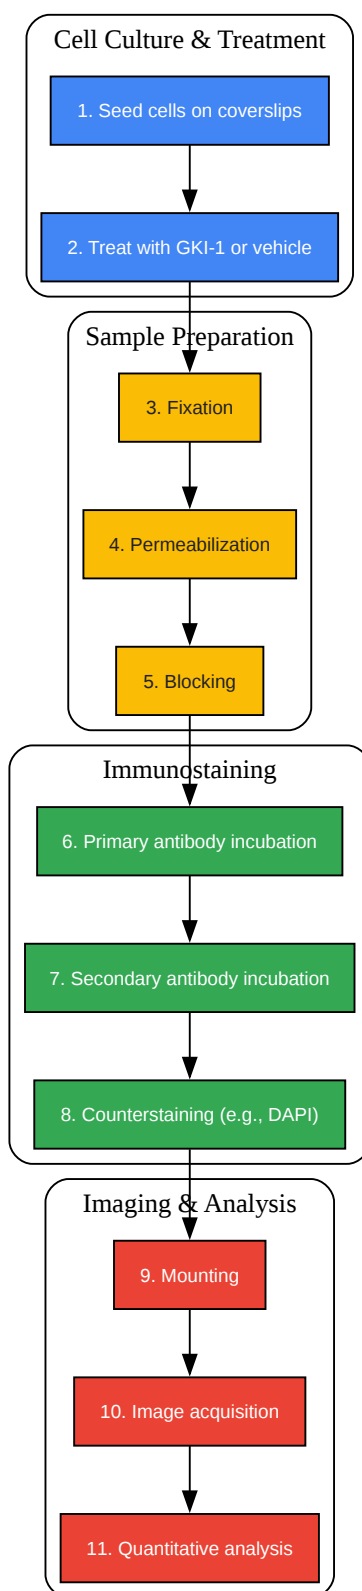 Cell Culture & Treatment
1. Seed cells on coverslips
2. Treat with GKI-1 or vehicle
Sample Preparation
3. Fixation
4. Permeabilization
5. Blocking
Immunostaining
6. Primary antibody incubation
7. Secondary antibody incubation
8. Counterstaining (e.g., DAPI)
Imaging & Analysis
9. Mounting
10. Image acquisition
11. Quantitative analysis